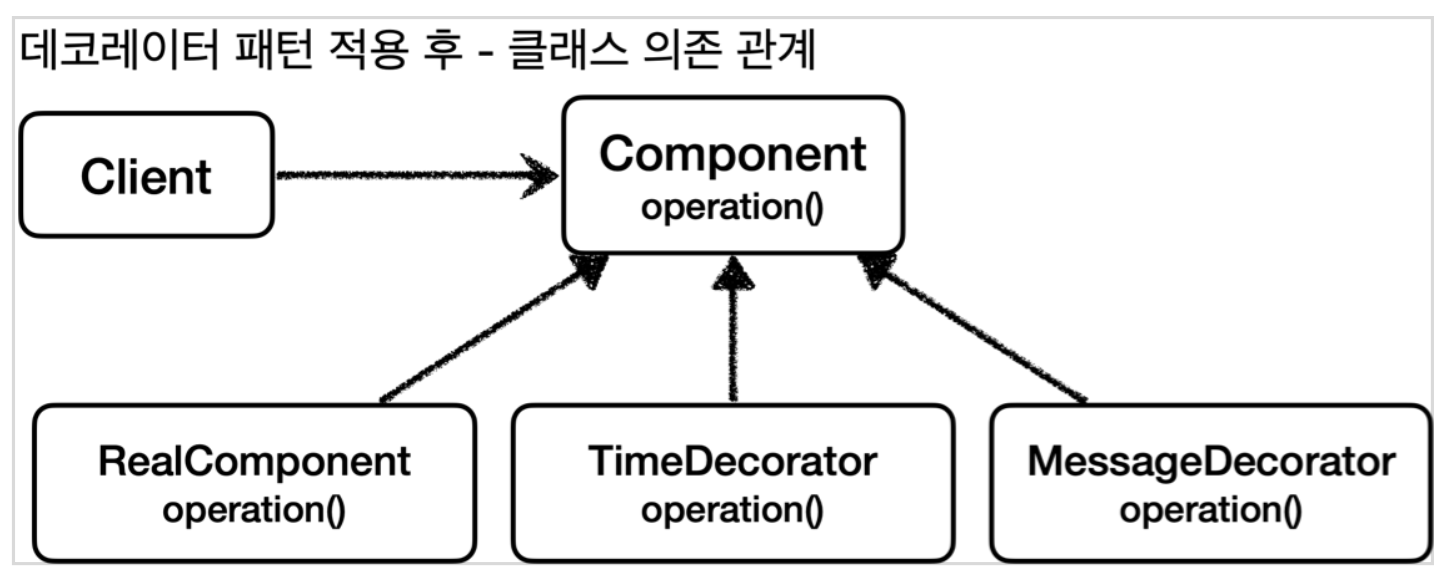 데코레이터 패턴 적용 후 - 클래스 의존 관계
Client
Component
operation()
RealComponent
operation()
TimeDecorator
operation()
MessageDecorator
operation()